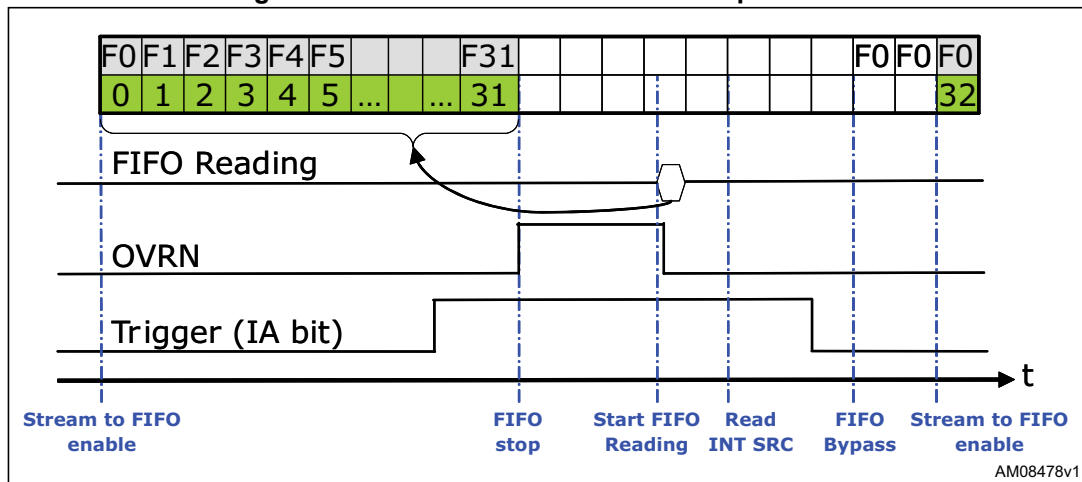 F0 F1 F2 F3 F4 F5 F31 F0 F0 F0
0 1 2 3 4 5 ... ... 31 32
FIFO Reading
OVRN
Trigger (IA bit)
t
Stream to FIFO enable
FIFO stop
Start FIFO Reading
Read INT SRC
FIFO Bypass
Stream to FIFO enable
AM08478v1